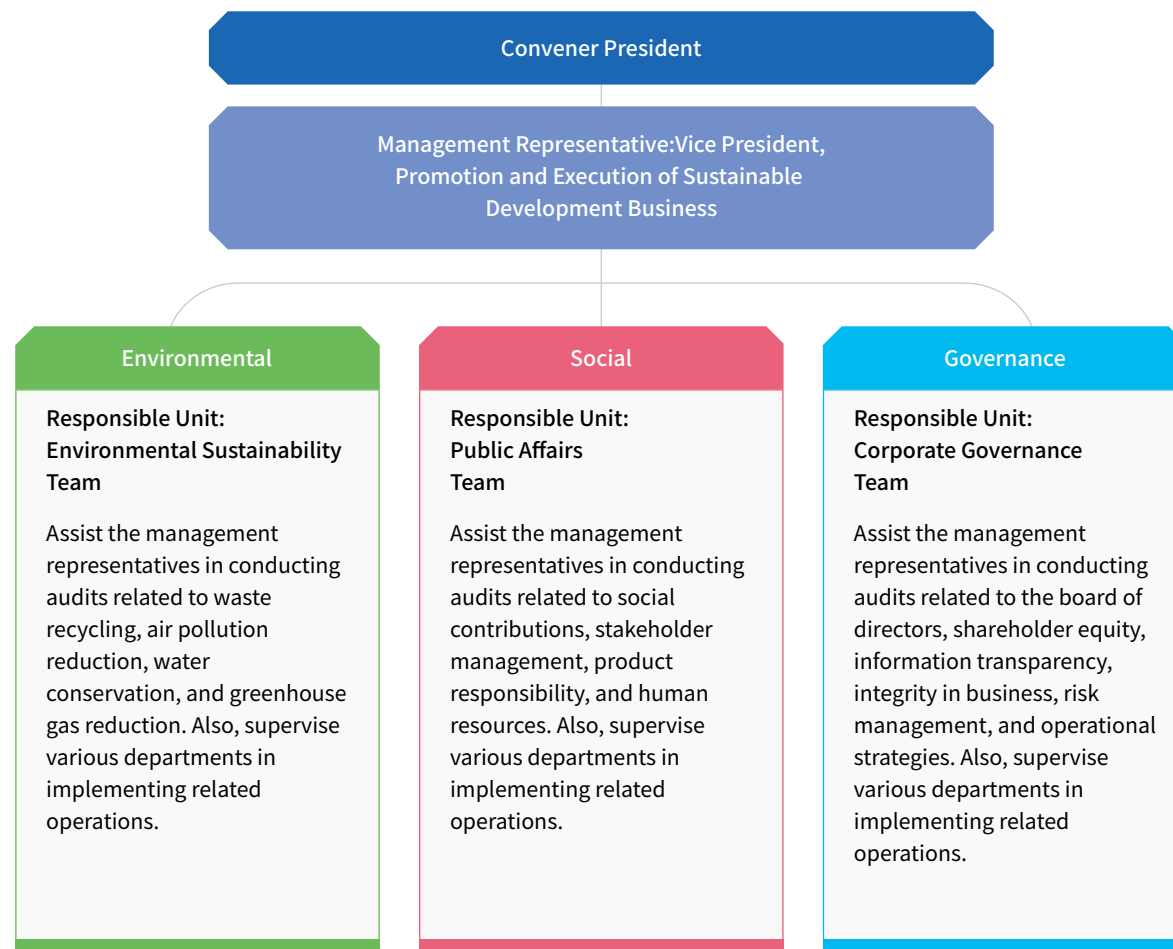 Convener President
Management Representative:Vice President,
Promotion and Execution of Sustainable
Development Business
Environmental
Responsible Unit:
Environmental Sustainability
Team
Assist the management
representatives in conducting
audits related to waste
recycling, air pollution
reduction, water
conservation, and greenhouse
gas reduction. Also, supervise
various departments in
implementing related
operations.
Social
Responsible Unit:
Public Affairs
Team
Assist the management
representatives in conducting
audits related to social
contributions, stakeholder
management, product
responsibility, and human
resources. Also, supervise
various departments in
implementing related
operations.
Governance
Responsible Unit:
Corporate Governance
Team
Assist the management
representatives in conducting
audits related to the board of
directors, shareholder equity,
information transparency,
integrity in business, risk
management, and operational
strategies. Also, supervise
various departments in
implementing related
operations.